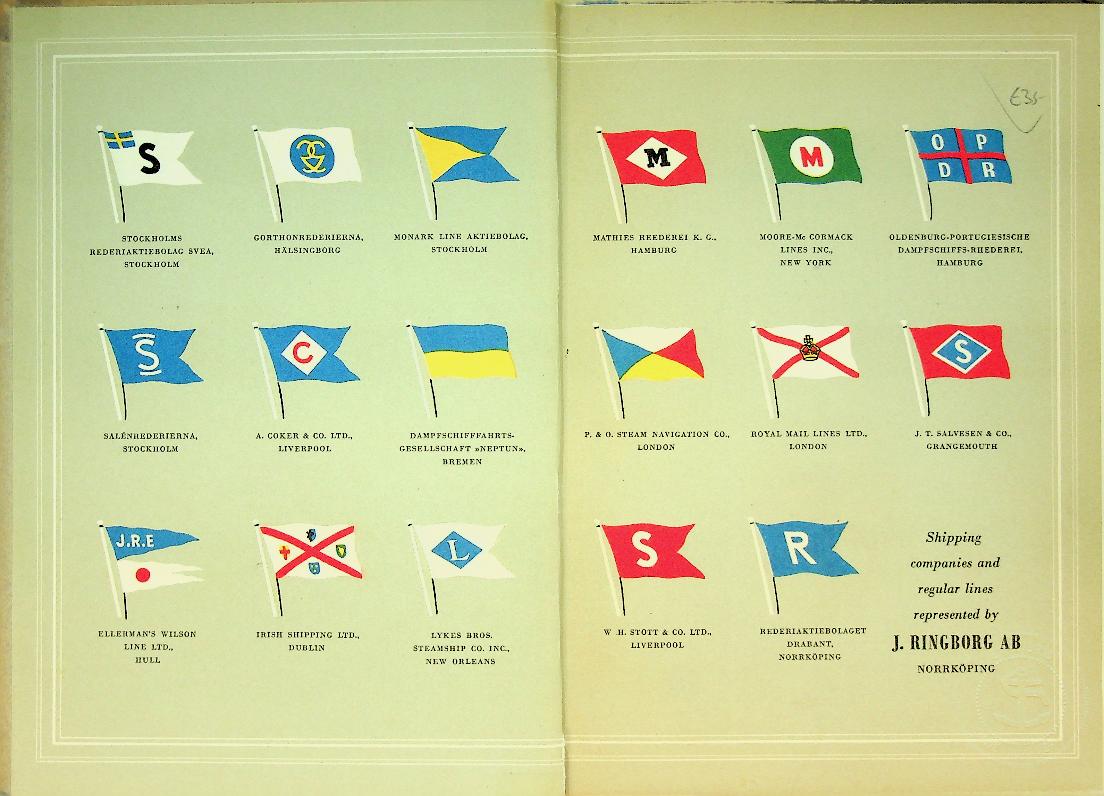 S
STOCKHOLMS
REDERIAKTIEBOLAG SVEA,
STOCKHOLM
GORTHONREDERIERNA,
HÄLSINGBORG
MONARK LINE AKTIEBOLAG,
STOCKHOLM
S
SALÉNREDERIERNA,
STOCKHOLM
C
A. COKER & CO. LTD.,
LIVERPOOL
DAMPFSCHIFFFAHRTS-
GESELLSCHAFT »NEPTUN»,
BREMEN
J.R.E
ELLERMAN'S WILSON
LINE LTD.,
HULL
IRISH SHIPPING LTD.,
DUBLIN
L
LYKES BROS.
STEAMSHIP CO. INC.,
NEW ORLEANS
M
MATHIES REEDEREI K. G.,
HAMBURG
M
MOORE-Mc CORMACK
LINES INC.,
NEW YORK
O P
D R
OLDENBURG-PORTUGIESISCHE
DAMPFSCHIFFS-RHEDEREI,
HAMBURG
£35-
P. & O. STEAM NAVIGATION CO.,
LONDON
ROYAL MAIL LINES LTD.,
LONDON
S
J. T. SALVESEN & CO.,
GRANGEMOUTH
S
W. H. STOTT & CO. LTD.,
LIVERPOOL
R
REDERIAKTIEBOLAGET
DRABANT,
NORRKÖPING
Shipping
companies and
regular lines
represented by
J. RINGBORG AB
NORRKÖPING